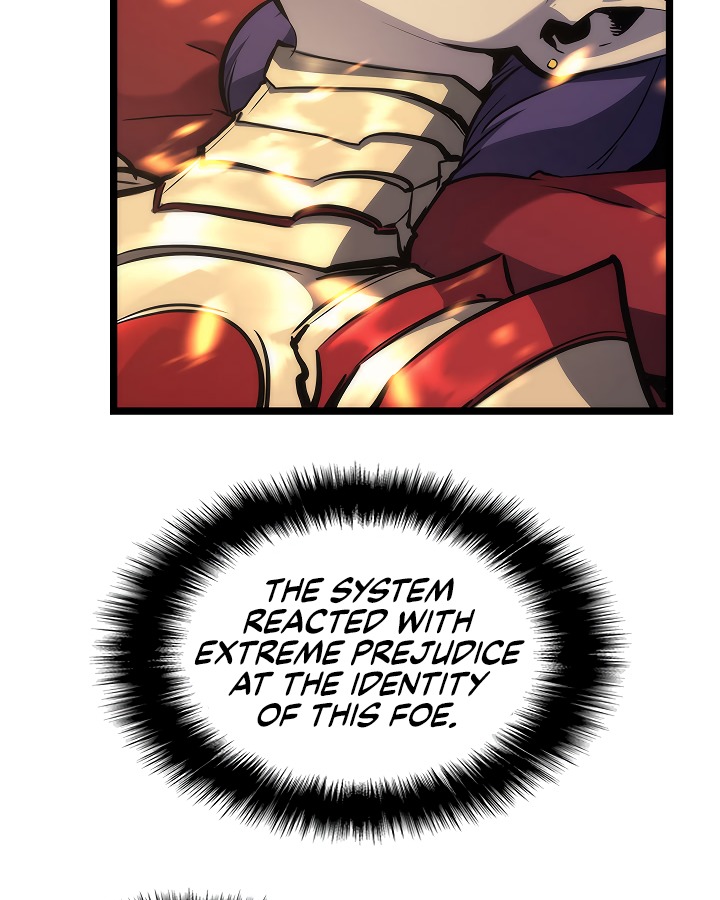 THE SYSTEM
REACTED WITH
EXTREME PREJUDICE
AT THE IDENTITY
OF THIS FOE.